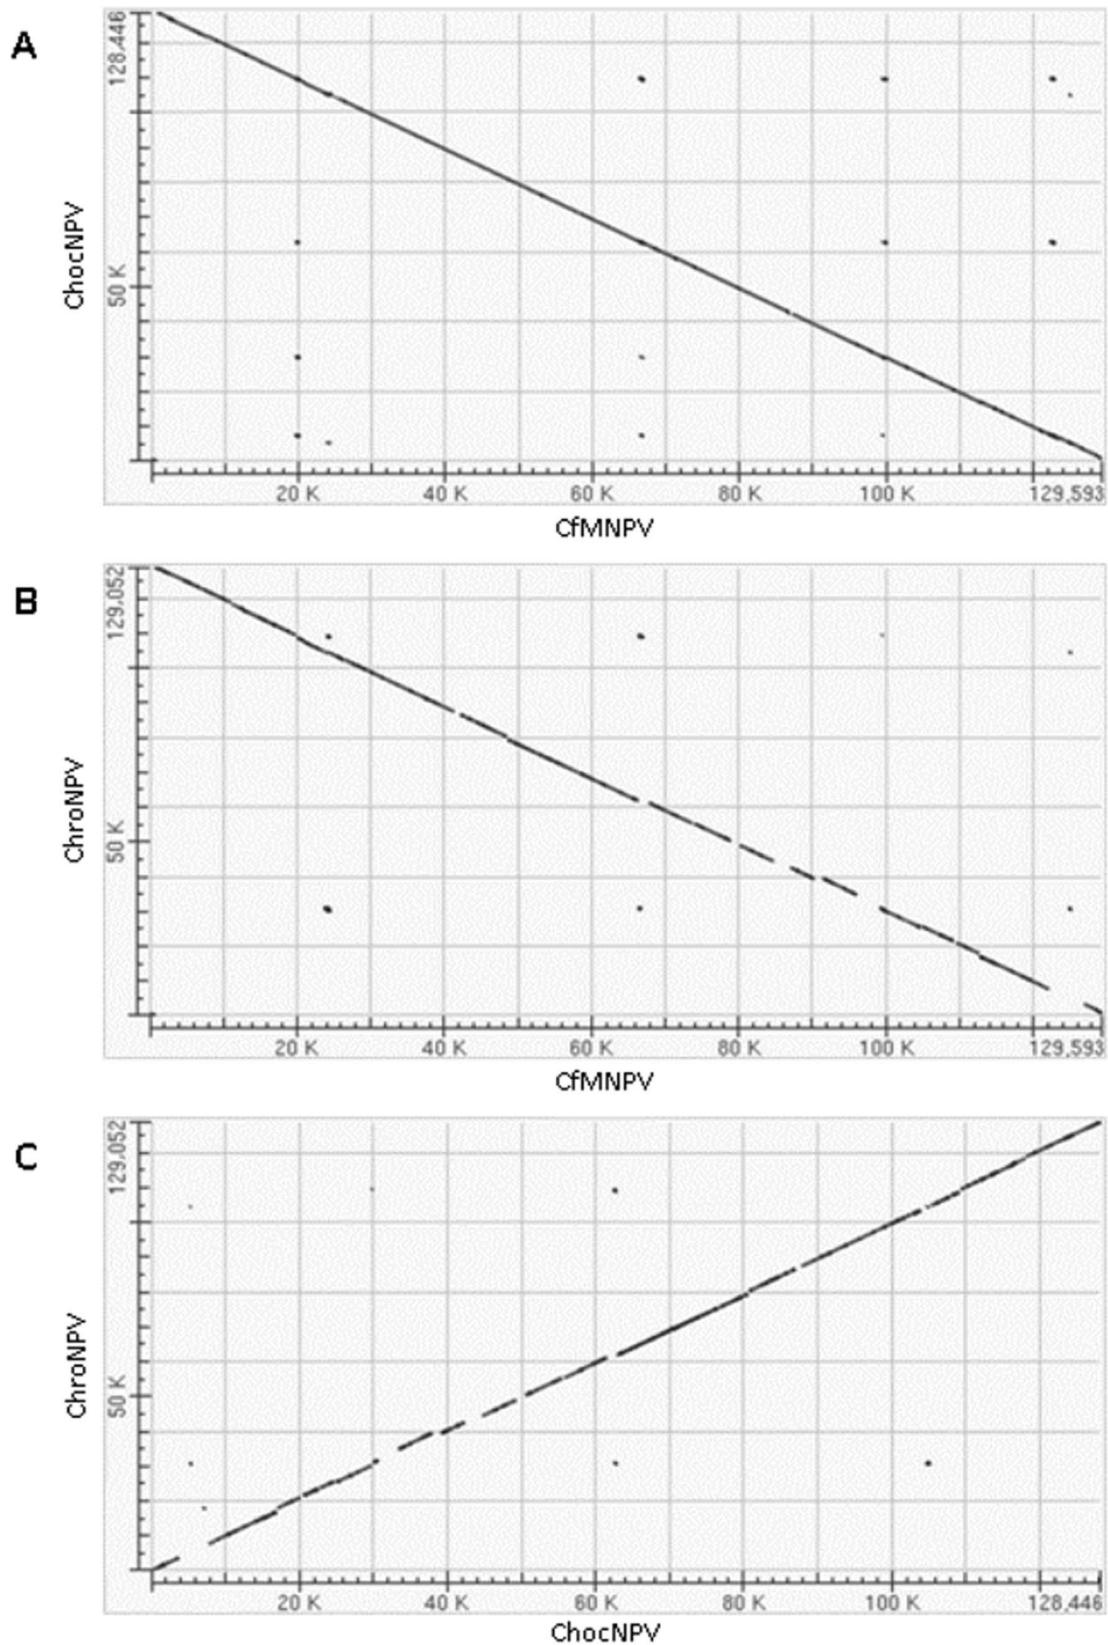 A
128,446
ChocNPV
50 K
20 K 40 K 60 K 80 K 100 K 129,593
CfMNPV
B
129,052
ChroNPV
50 K
20 K 40 K 60 K 80 K 100 K 129,593
CfMNPV
C
129,052
ChroNPV
50 K
20 K 40 K 60 K 80 K 100 K 128,446
ChocNPV